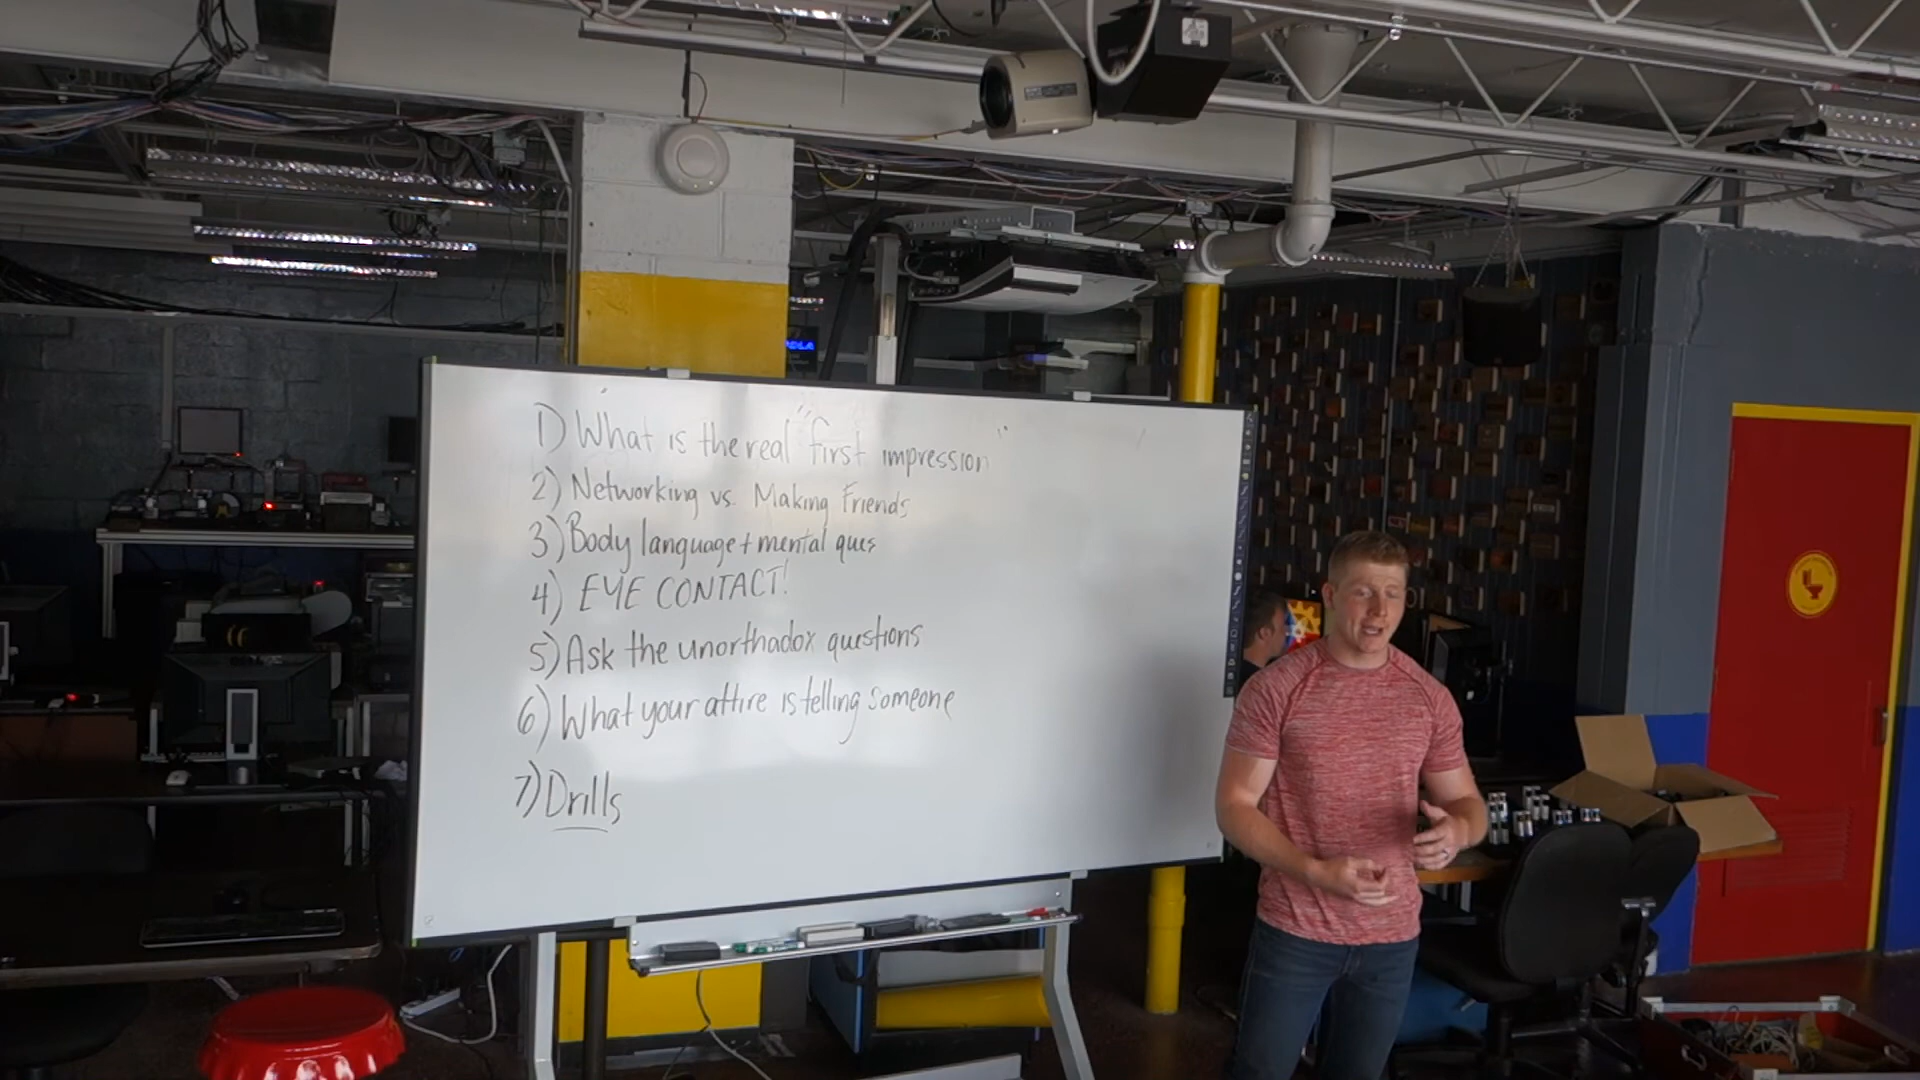 1) What is the real "first impression"
2) Networking vs. Making Friends
3) Body language + mental ques
4) EYE CONTACT!
5) Ask the unorthadox questions
6) What your attire is telling someone
7) Drills